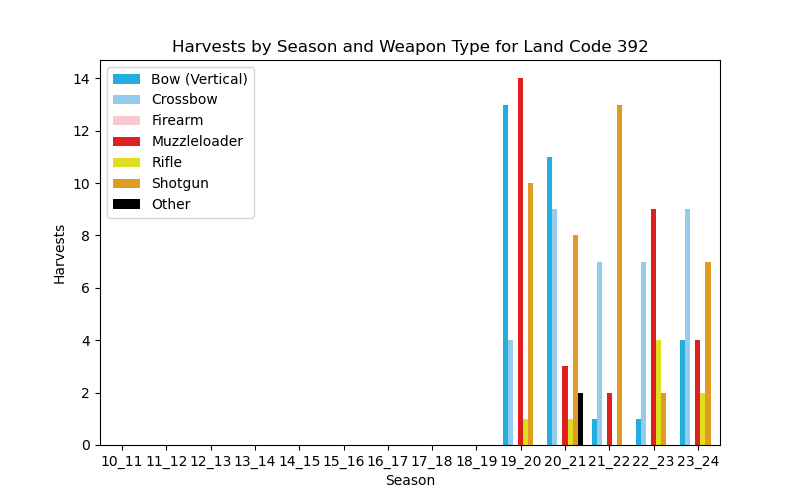 Harvests by Season and Weapon Type for Land Code 392
Bow (Vertical)
Crossbow
Firearm
Muzzleloader
Rifle
Shotgun
Other
Harvests
14
12
10
8
6
4
2
0
10_11 11_12 12_13 13_14 14_15 15_16 16_17 17_18 18_19 19_20 20_21 21_22 22_23 23_24
Season